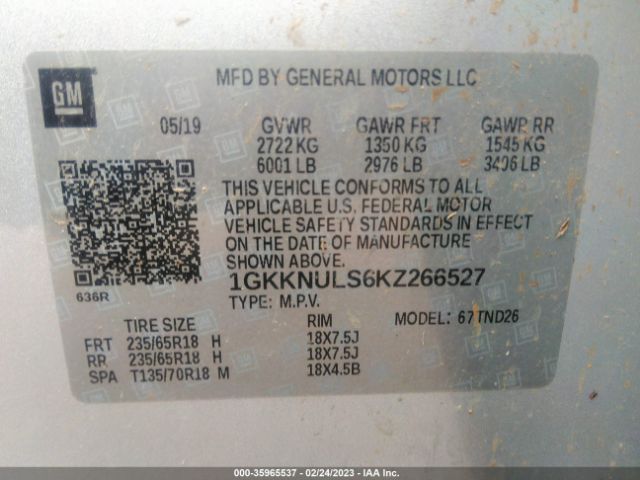 GM
MFD BY GENERAL MOTORS LLC
05/19 GVWR GAWR FRT GAWR RR
2722 KG 1350 KG 1545 KG
6001 LB 2976 LB 3406 LB
THIS VEHICLE CONFORMS TO ALL
APPLICABLE U.S. FEDERAL MOTOR
VEHICLE SAFETY STANDARDS IN EFFECT
ON THE DATE OF MANUFACTURE
SHOWN ABOVE.
636R
1GKKNULS6KZ266527
TYPE: M.P.V. MODEL: 67TND26
TIRE SIZE RIM
FRT 235/65R18 H 18X7.5J
RR 235/65R18 H 18X7.5J
SPA T135/70R18 M 18X4.5B
000-35965537 - 02/24/2023 - IAA Inc.